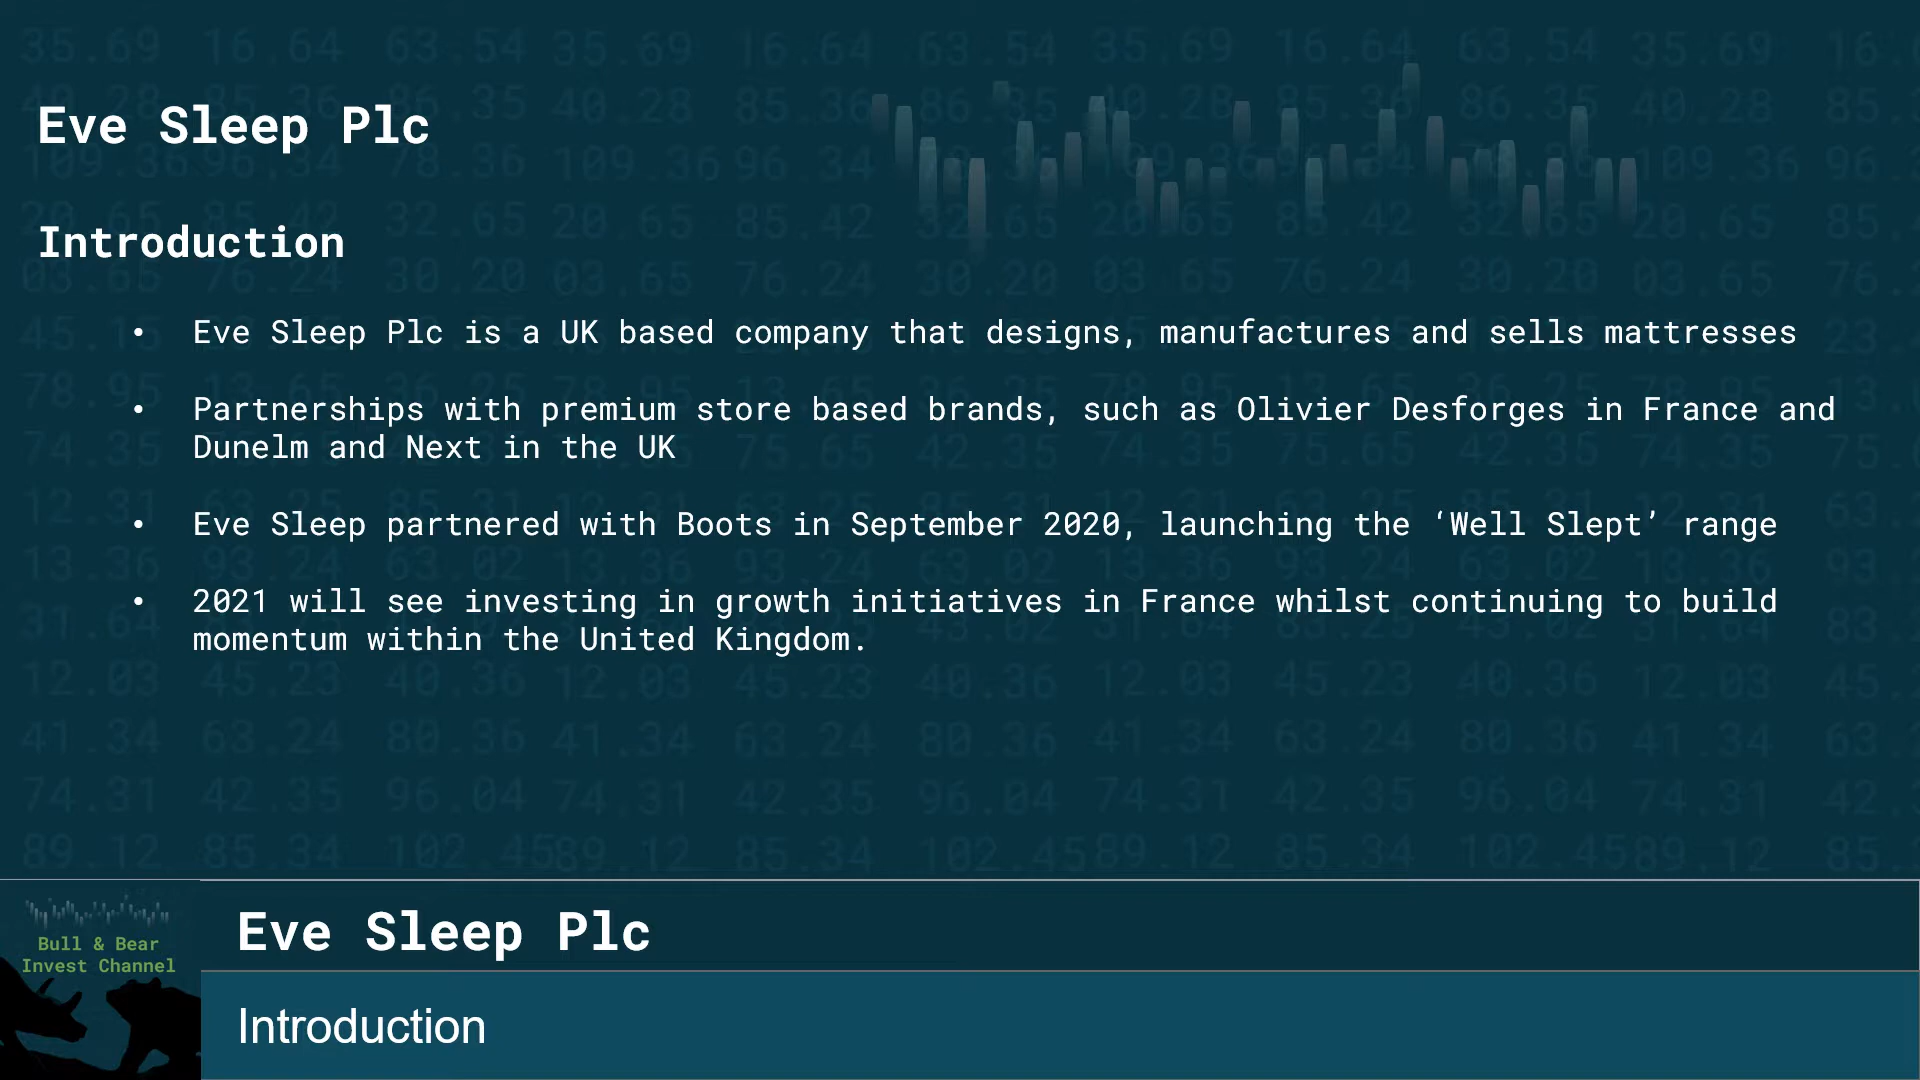 Eve Sleep Plc
Introduction
• Eve Sleep Plc is a UK based company that designs, manufactures and sells mattresses
• Partnerships with premium store based brands, such as Olivier Desforges in France and
Dunelm and Next in the UK
• Eve Sleep partnered with Boots in September 2020, launching the ‘Well Slept’ range
• 2021 will see investing in growth initiatives in France whilst continuing to build
momentum within the United Kingdom.
Bull & Bear
Invest Channel
Eve Sleep Plc
Introduction